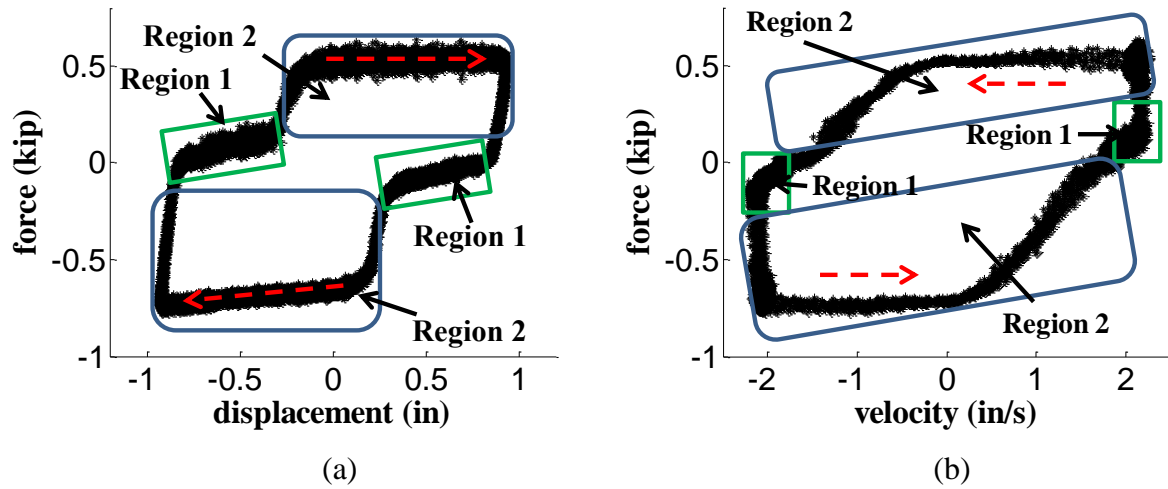 Region 2
Region 1
0.5
0
-0.5
-1
force (kip)
Region 1
Region 2
-1
-0.5
0
0.5
1
displacement (in)
(a)
Region 2
Region 1
Region 1
0.5
0
-0.5
-1
force (kip)
Region 2
-2
-1
0
1
2
velocity (in/s)
(b)